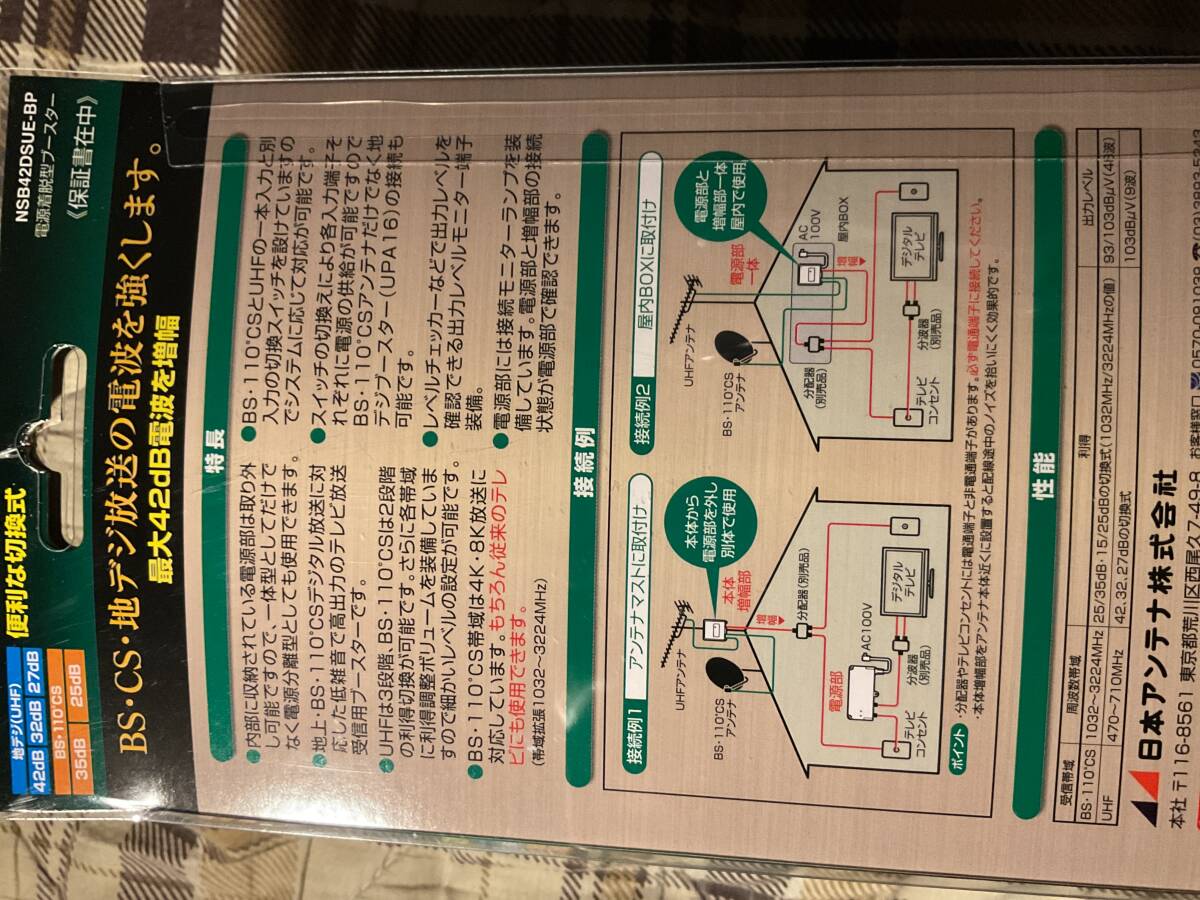 便利な切換式
地デジ(UHF)
42dB 32dB 27dB
BS・110°CS
35dB 25dB
NSB42DSUE-BP
電源着脱型ブースター
《保証書在中》
BS・CS・地デジ放送の電波を強くします。
最大42dB電波を増幅
特長
●内部に収納されている電源部は取り外
し可能ですので、一体型としてだけで
なく電源分離型としても使用できます。
●地上・BS・110°CSデジタル放送に対
応した低雑音で高出力のテレビ放送
受信用ブースターです。
●UHFは3段階、BS・110°CSは2段階
の利得切換が可能です。さらに各帯域
に利得調整ボリュームを装備していま
すので細かいレベルの設定が可能です。
●BS・110°CS帯域は4K・8K放送に
対応しています。もちろん従来のテレ
ビにも使用できます。
(帯域拡張1032〜3224MHz)
●BS・110°CSとUHFの一本入力と別
入力の切換スイッチを設けていますの
でシステムに応じて対応が可能です。
●スイッチの切換えにより各入力端子そ
れぞれに電源の供給が可能ですので
BS・110°CSアンテナだけでなく地
デジブースター(UPA16)の接続も
可能です。
●レベルチェッカーなどで出力レベルを
確認できる出力レベルモニター端子
装備。
●電源部には接続モニターランプを装
備しています。電源部と増幅部の接続
状態が電源部で確認できます。
接続例
接続例1 アンテナマストに取付け
本体から
電源部を外し
別体で使用
UHFアンテナ
本体
増幅部
増幅
BS・110°CS
アンテナ
分配器(別売品)
電源部
AC100V
デジタル
テレビ
分波器
(別売品)
テレビ
コンセント
接続例2 屋内BOXに取付け
電源部と
増幅部一体
屋内で使用
UHFアンテナ
電源部
一体
AC
100V
屋内BOX
増幅
BS・110°CS
アンテナ
分配器
(別売品)
デジタル
テレビ
分波器
(別売品)
テレビ
コンセント
ポイント ・分配器やテレビコンセントには電通端子と非電通端子があります。必ず電通端子に接続してください。
・本体増幅部をアンテナ本体近くに設置すると配線途中のノイズを拾いにくく効果的です。
性能
受信帯域 周波数帯域 利得 出力レベル
BS・110°CS 1032~3224MHz 25/35dB・15/25dBの切換式(1032MHz/3224MHzの値) 93/103dBμV(48波)
UHF 470~710MHz 42.32.27dBの切換式 103dBμV(9波)
日本アンテナ株式会社
本社 〒116-8561 東京都荒川区西尾久7-49-8 お客様窓口